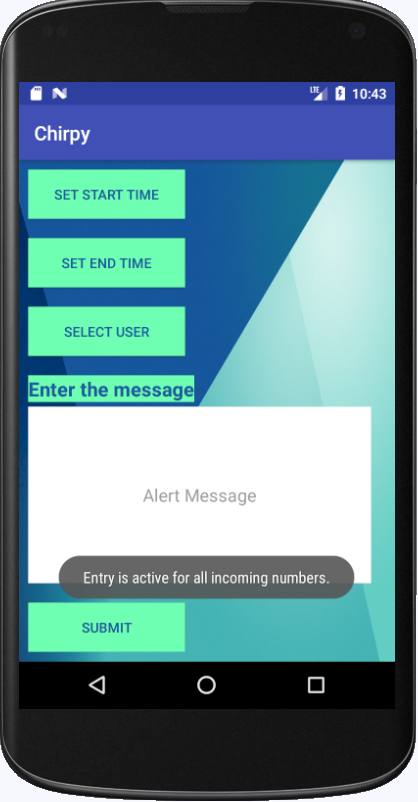 LTE 10:43
Chirpy
SET START TIME
SET END TIME
SELECT USER
Enter the message
Alert Message
Entry is active for all incoming numbers.
SUBMIT